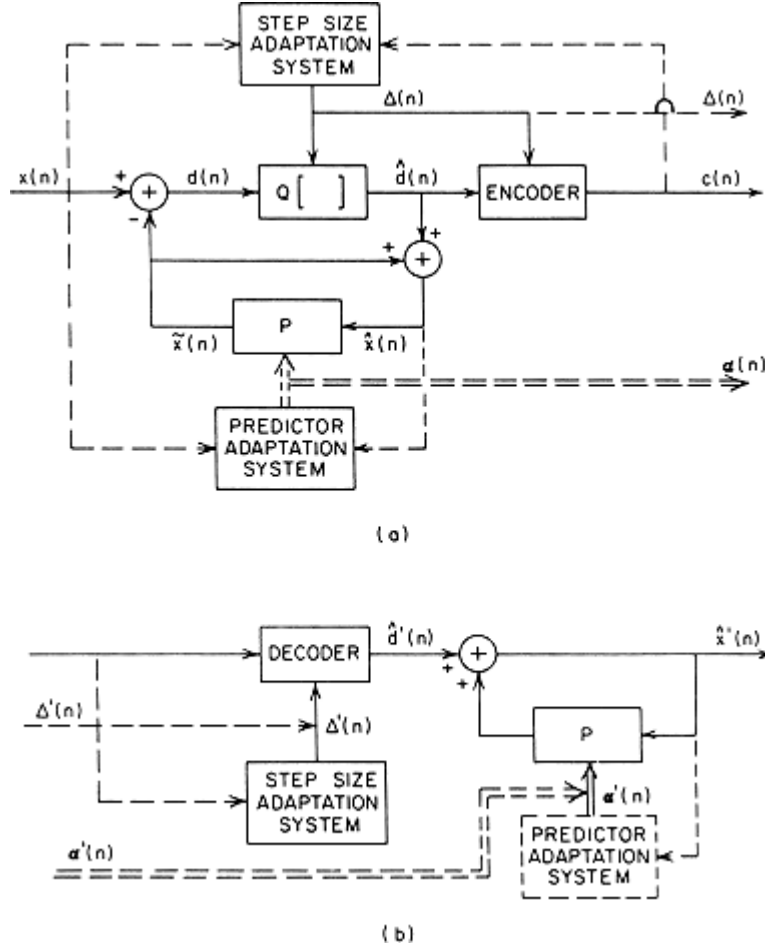 STEP SIZE
ADAPTATION
SYSTEM
Δ(n)
Δ(n)
x(n)
+
+
-
d(n)
Q[ ]
d̂(n)
ENCODER
c(n)
+
+
+
P
x̃(n)
x̂(n)
α(n)
PREDICTOR
ADAPTATION
SYSTEM
(a)
DECODER
d̂'(n)
+
+
+
x̂'(n)
Δ'(n)
Δ'(n)
P
STEP SIZE
ADAPTATION
SYSTEM
α'(n)
α'(n)
PREDICTOR
ADAPTATION
SYSTEM
(b)